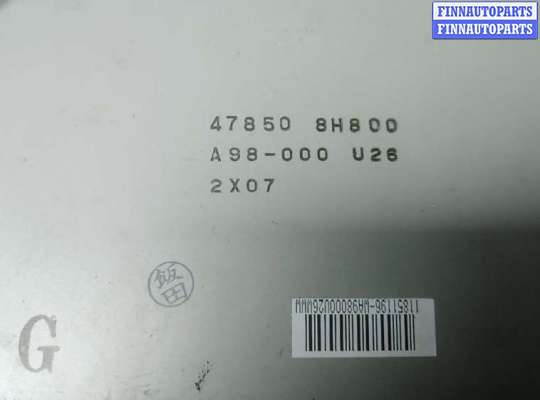 FINNAUTOPARTS
FINNAUTOPARTS
47850 8H800
A98-000 U26
2X07
飯田
G